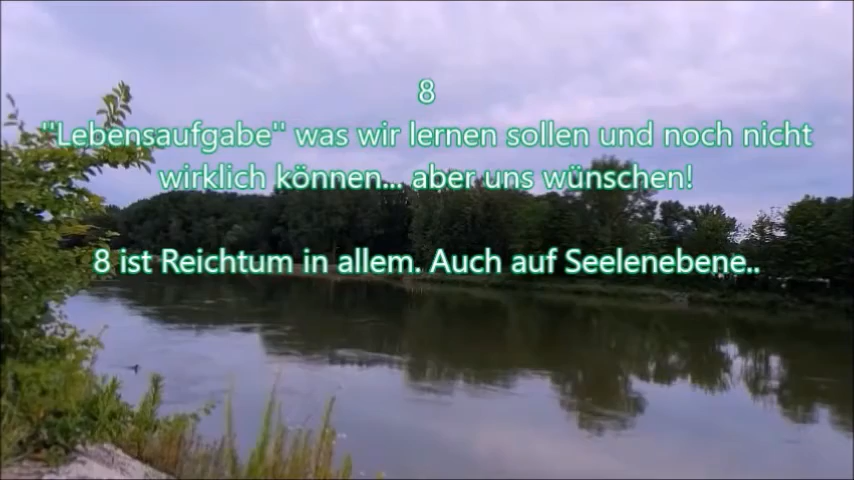 8
"Lebensaufgabe" was wir lernen sollen und noch nicht
wirklich können... aber uns wünschen!
8 ist Reichtum in allem. Auch auf Seelenebene..